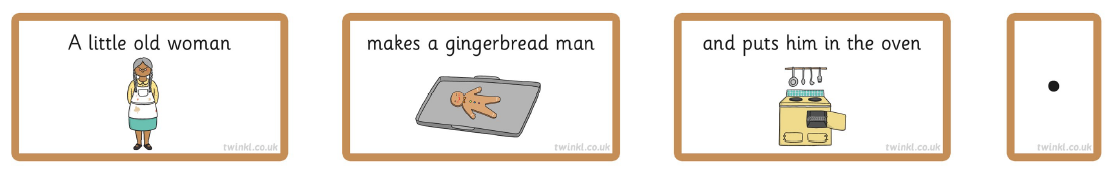 A little old woman
twinkl.co.uk
makes a gingerbread man
twinkl.co.uk
and puts him in the oven
twinkl.co.uk
.
twinkl.co.uk